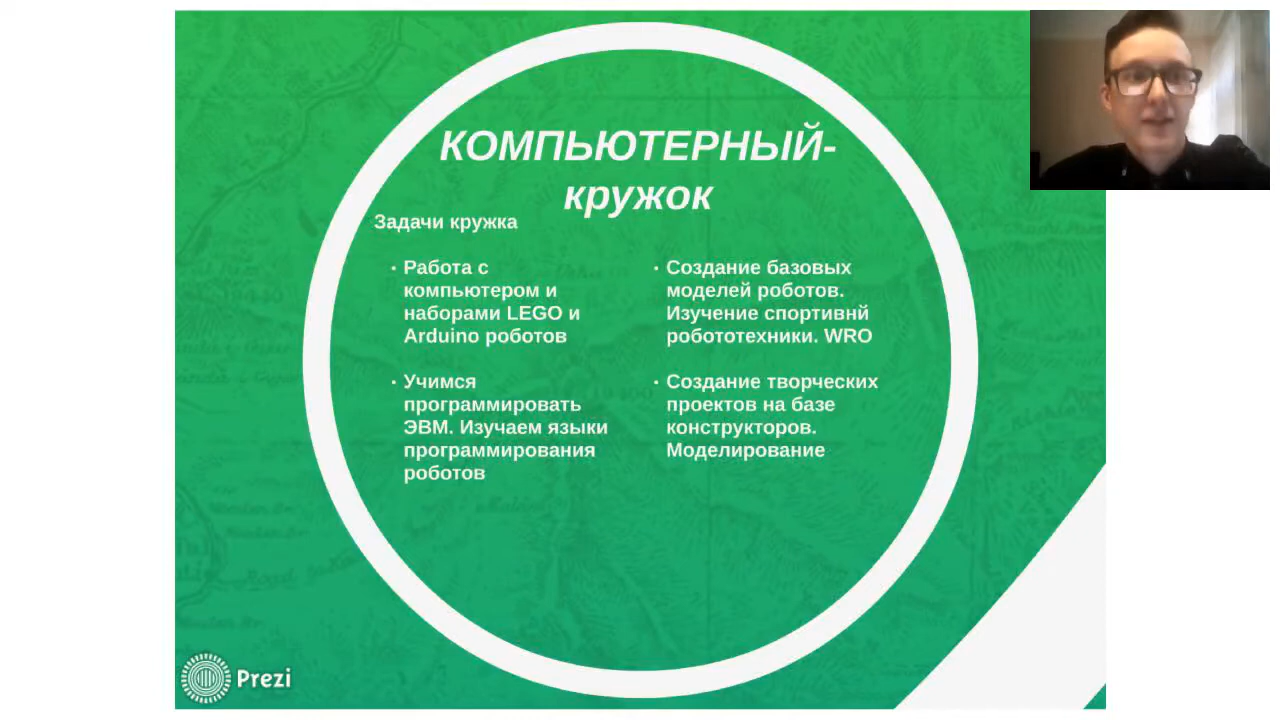 КОМПЬЮТЕРНЫЙ-
кружок
Задачи кружка
· Работа с
компьютером и
наборами LEGO и
Arduino роботов
· Учимся
программировать
ЭВМ. Изучаем языки
программирования
роботов
· Создание базовых
моделей роботов.
Изучение спортивнй
робототехники. WRO
· Создание творческих
проектов на базе
конструкторов.
Моделирование
Prezi